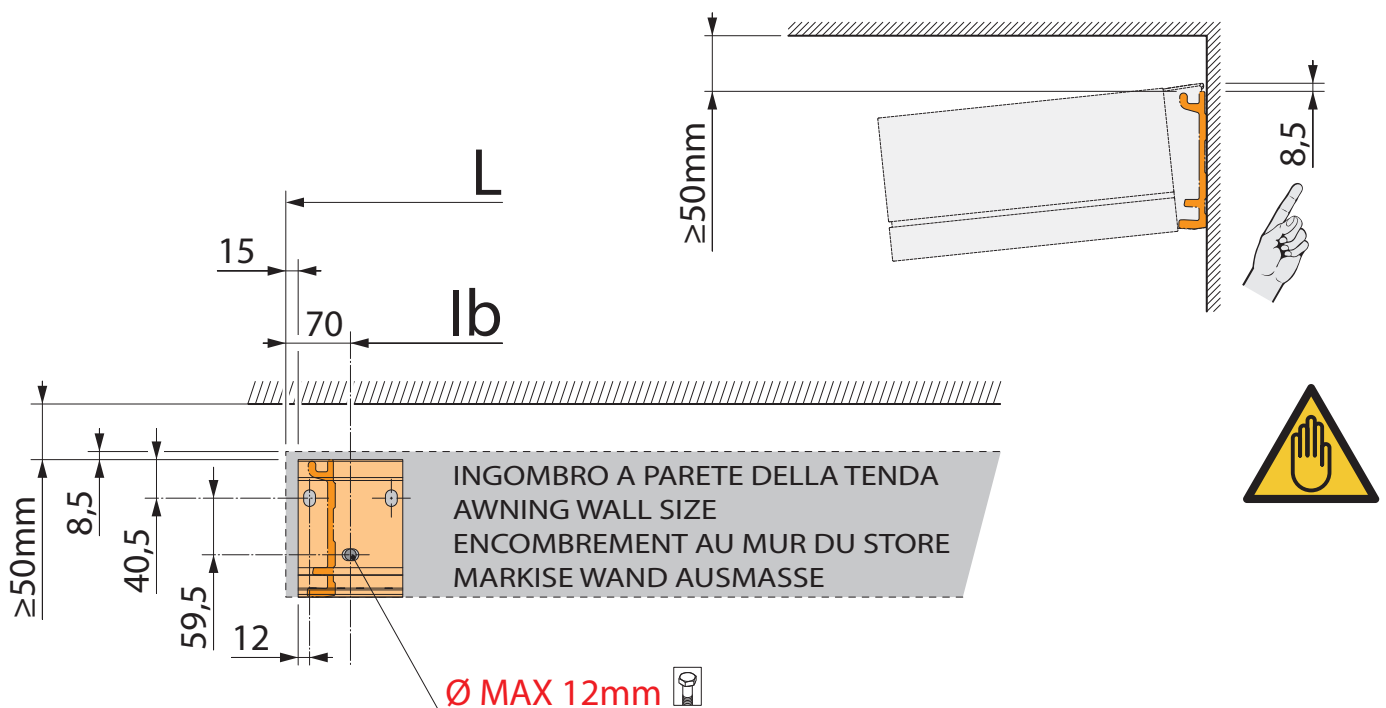 ≥50mm
8,5
L
15
70
lb
≥50mm
8,5
40,5
59,5
12
INGOMBRO A PARETE DELLA TENDA
AWNING WALL SIZE
ENCOMBREMENT AU MUR DU STORE
MARKISE WAND AUSMASSE
Ø MAX 12mm